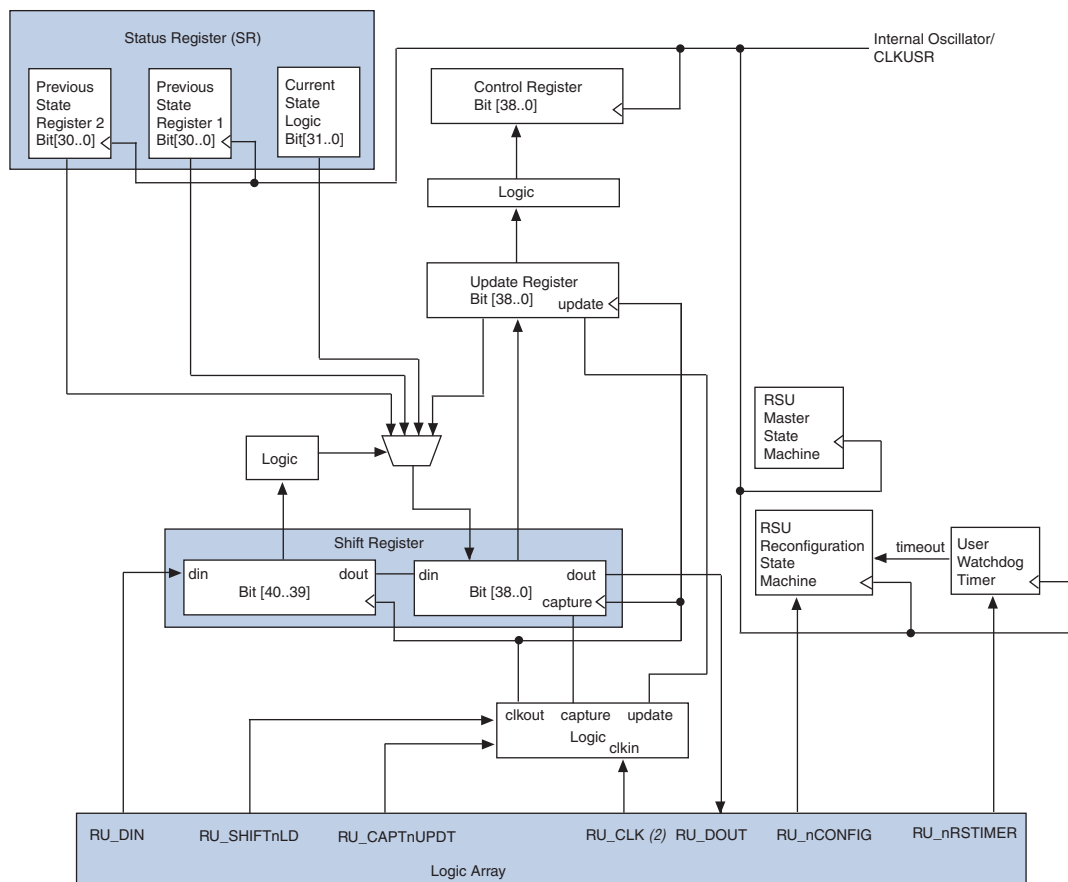 Status Register (SR)
Previous
State
Register 2
Bit[30..0]
Previous
State
Register 1
Bit[30..0]
Current
State
Logic
Bit[31..0]
Internal Oscillator/
CLKUSR
Control Register
Bit [38..0]
Logic
Update Register
Bit [38..0]
update
RSU
Master
State
Machine
Logic
Shift Register
din
dout
Bit [40..39]
din
dout
Bit [38..0]
capture
RSU
Reconfiguration
State
Machine
timeout
User
Watchdog
Timer
clkout capture update
Logic
clkin
RU_DIN
RU_SHIFTnLD
RU_CAPTnUPDT
RU_CLK (2)
RU_DOUT
RU_nCONFIG
RU_nRSTIMER
Logic Array